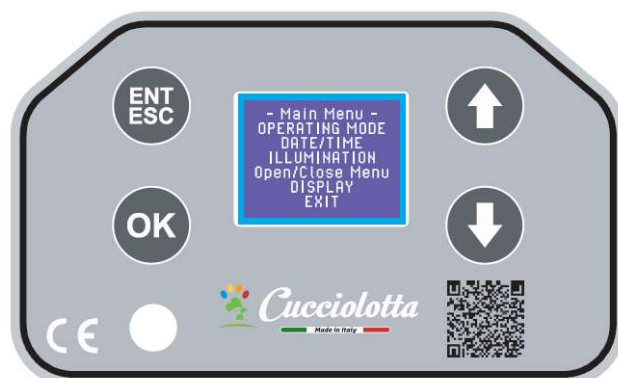 ENT
ESC
- Main Menu -
OPERATING MODE
DATE/TIME
ILLUMINATION
Open/Close Menu
DISPLAY
EXIT
OK
Cucciolotta
Made in Italy
CE